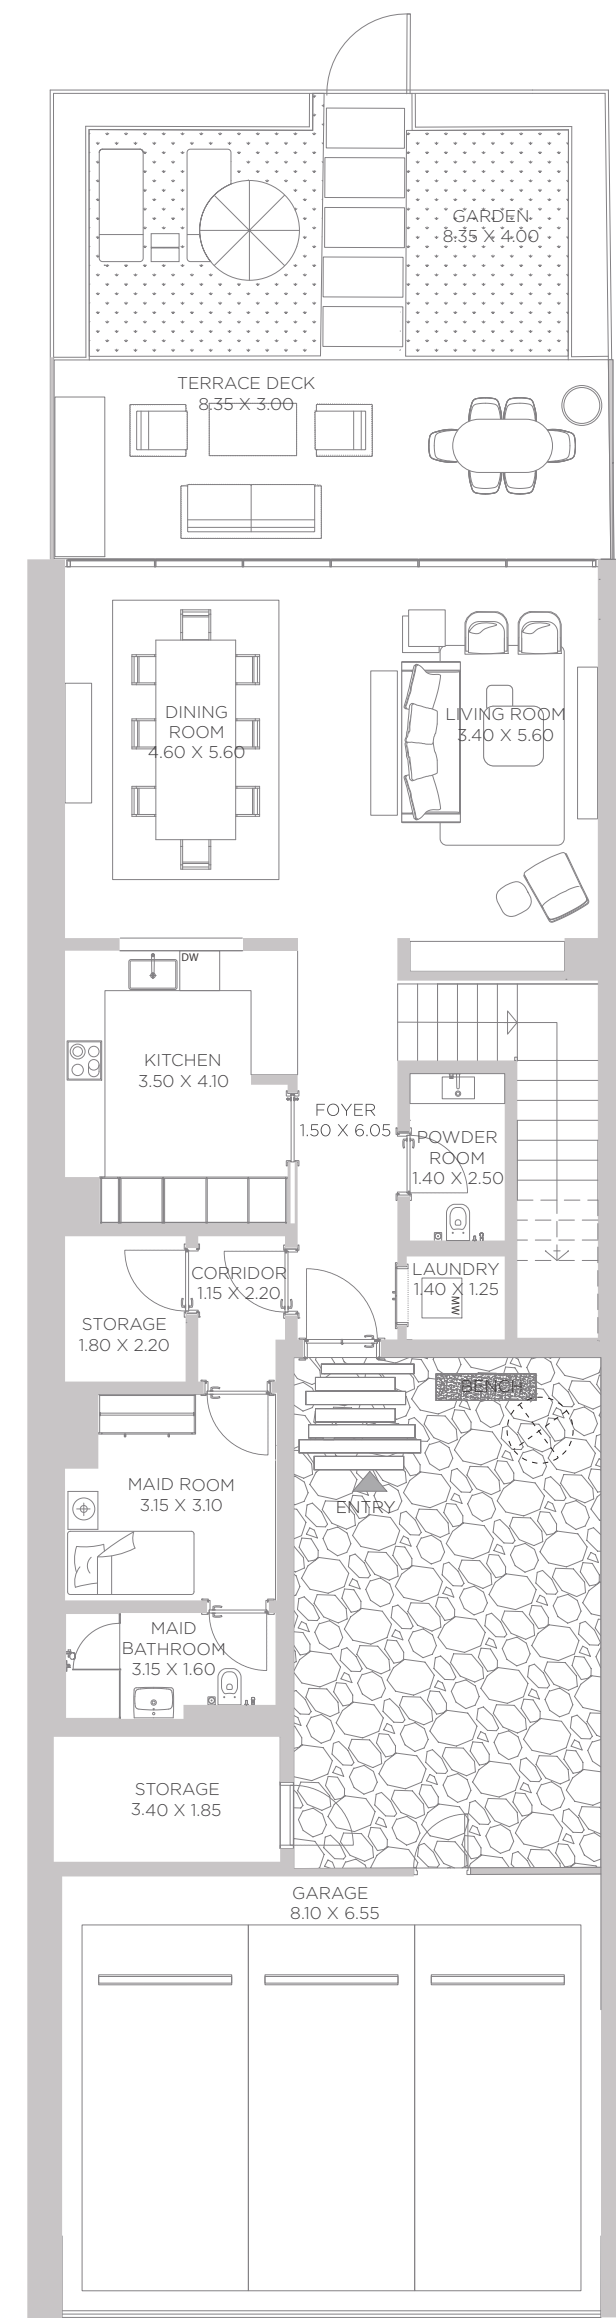 GARDEN
8.35 X 4.00
TERRACE DECK
8.35 X 3.00
DINING
ROOM
4.60 X 5.60
LIVING ROOM
3.40 X 5.60
DW
KITCHEN
3.50 X 4.10
FOYER
1.50 X 6.05
POWDER
ROOM
1.40 X 2.50
CORRIDOR
1.15 X 2.20
LAUNDRY
1.40 X 1.25
MW
STORAGE
1.80 X 2.20
BENCH
MAID ROOM
3.15 X 3.10
ENTRY
MAID
BATHROOM
3.15 X 1.60
STORAGE
3.40 X 1.85
GARAGE
8.10 X 6.55